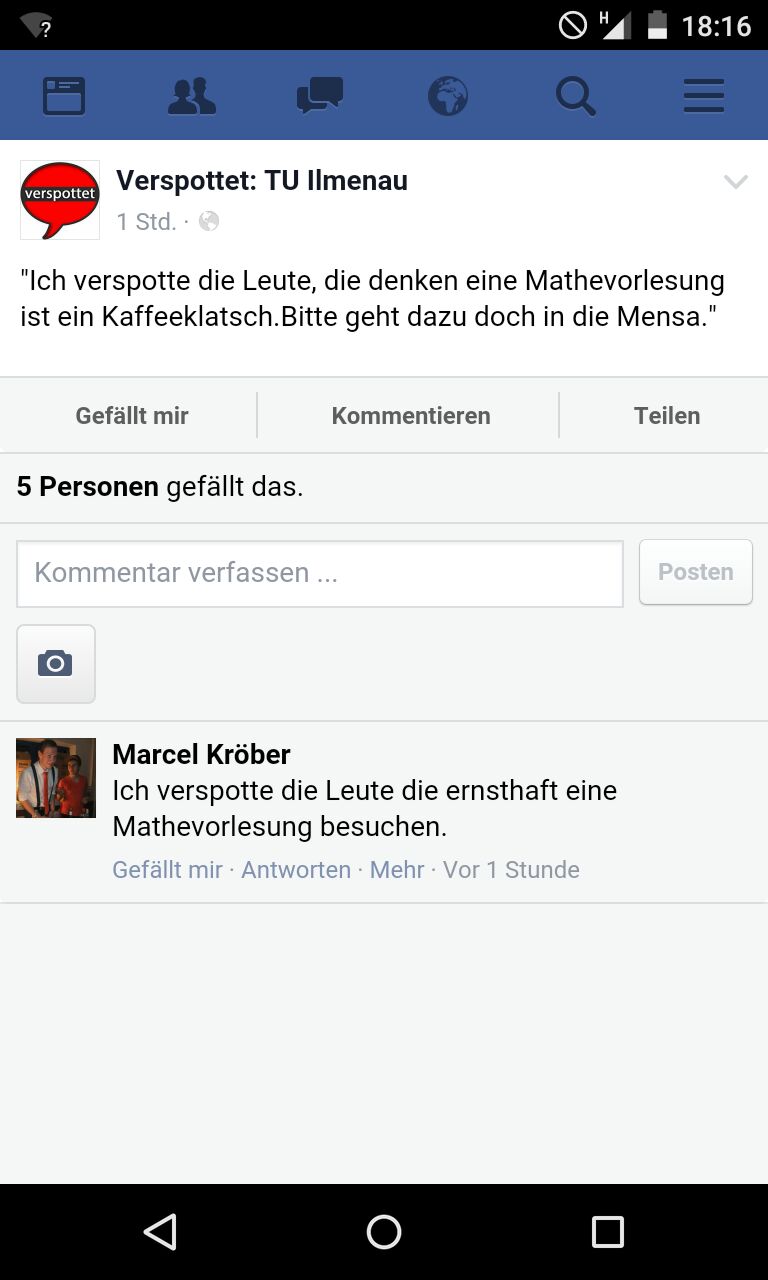 ?
H
18:16
verspottet
Verspottet: TU Ilmenau
1 Std. ·
"Ich verspotte die Leute, die denken eine Mathevorlesung
ist ein Kaffeeklatsch.Bitte geht dazu doch in die Mensa."
Gefällt mir
Kommentieren
Teilen
5 Personen gefällt das.
Kommentar verfassen ...
Posten
Marcel Kröber
Ich verspotte die Leute die ernsthaft eine
Mathevorlesung besuchen.
Gefällt mir · Antworten · Mehr · Vor 1 Stunde